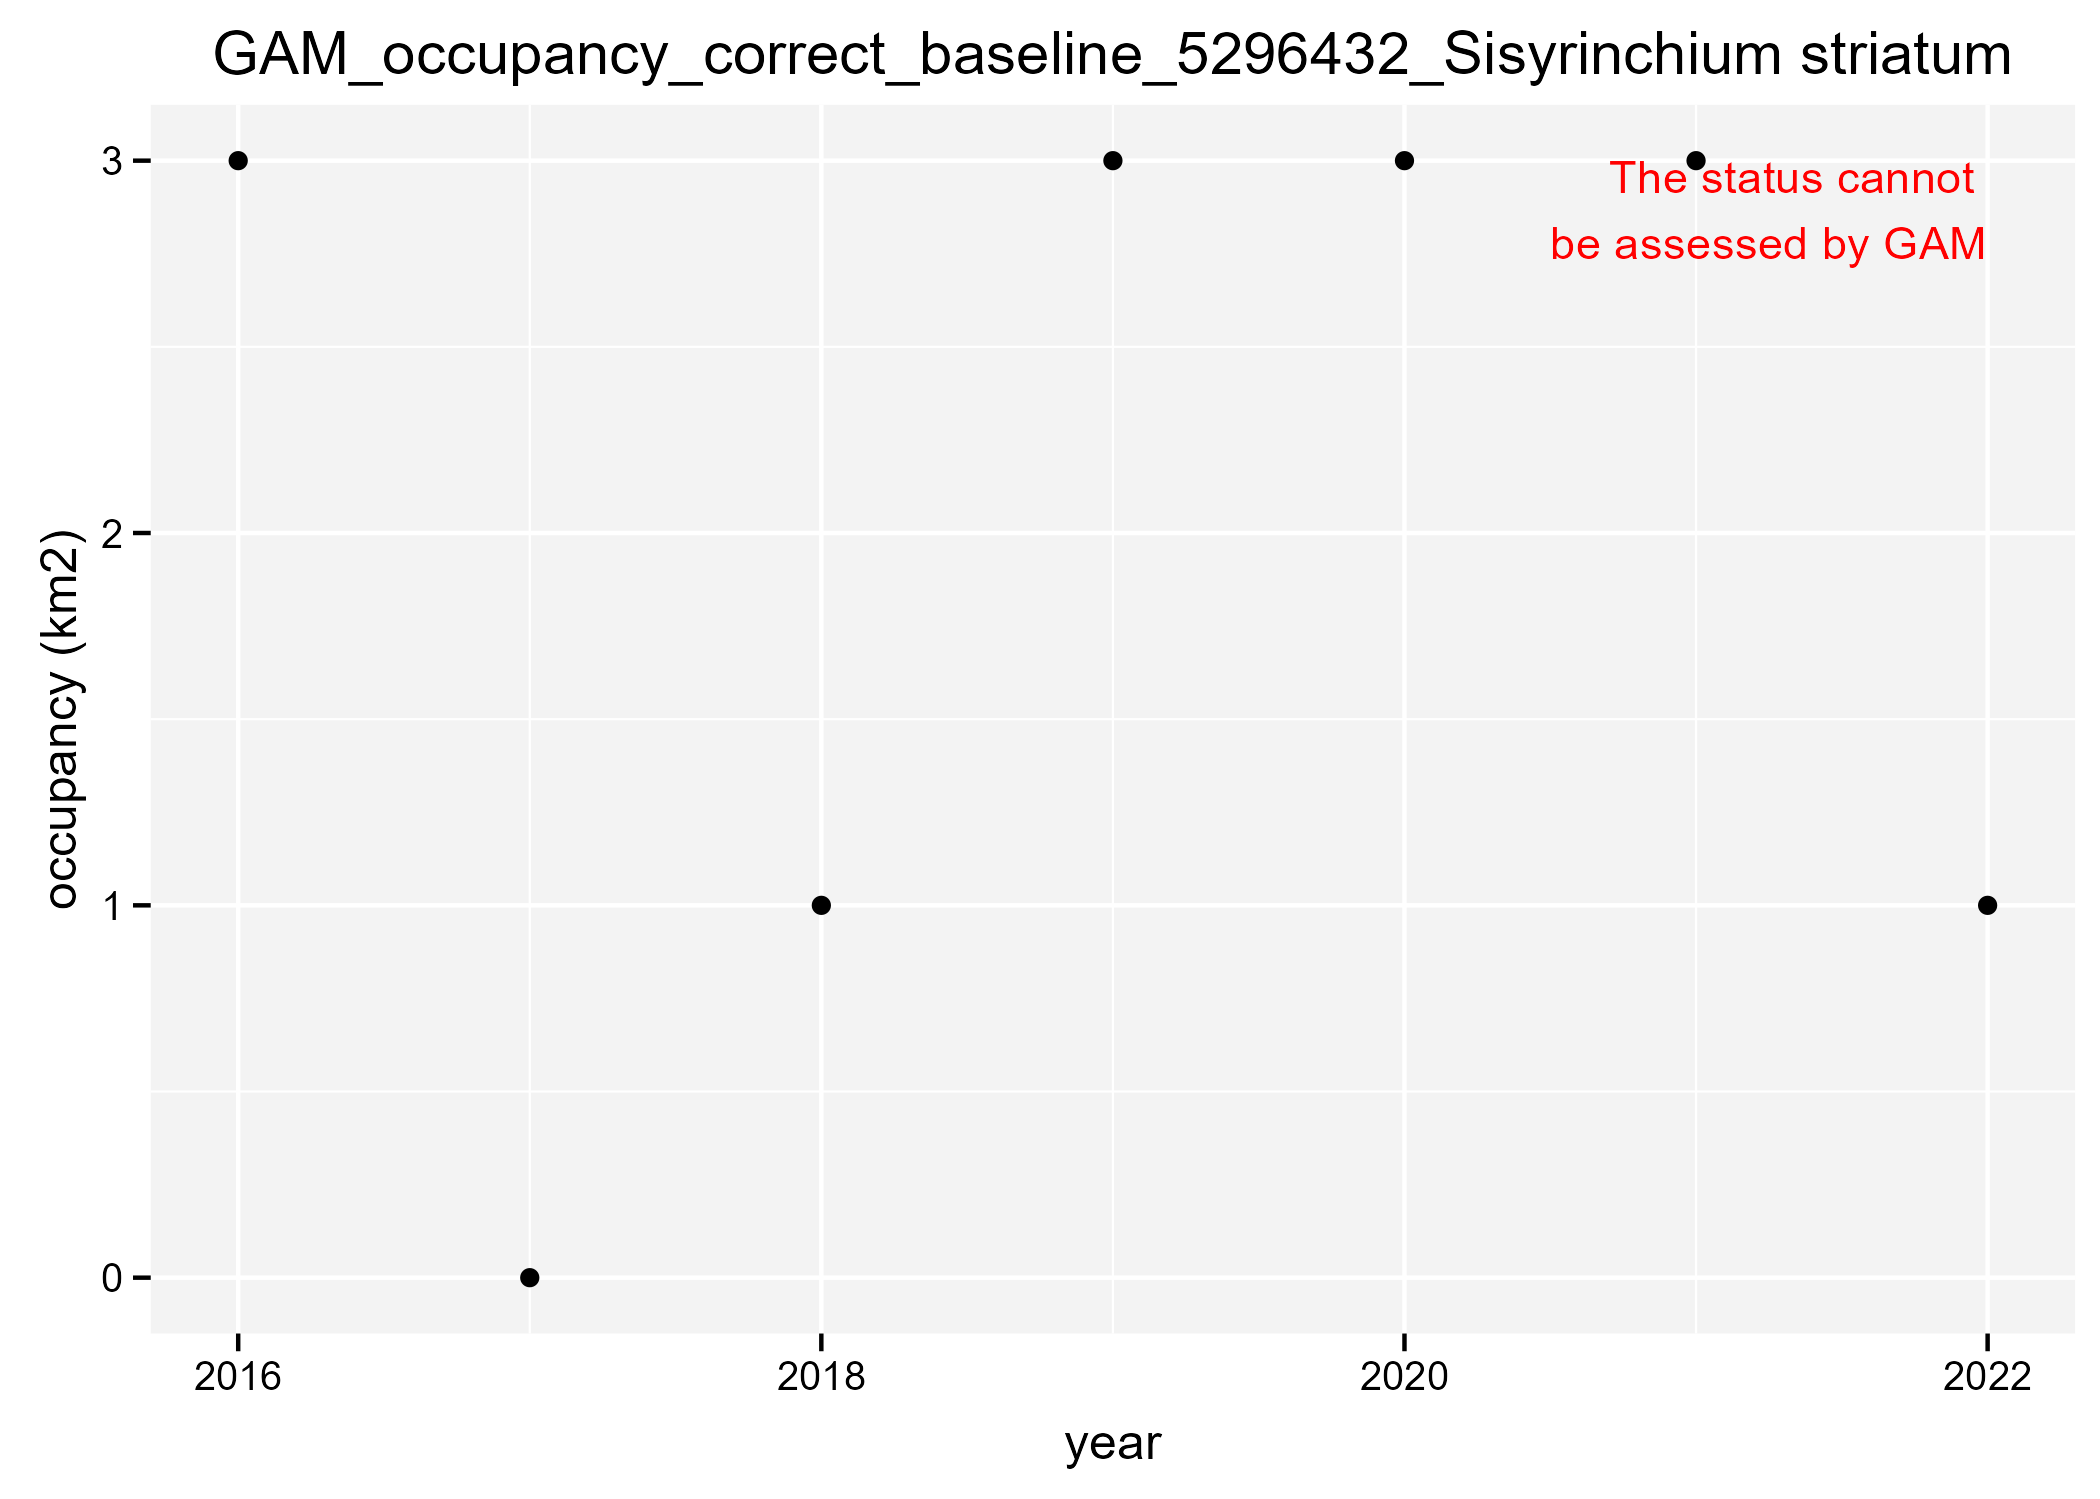 GAM_occupancy_correct_baseline_5296432_Sisyrinchium striatum
3
The status cannot
be assessed by GAM
2
occupancy (km2)
1
0
2016 2018 2020 2022
year